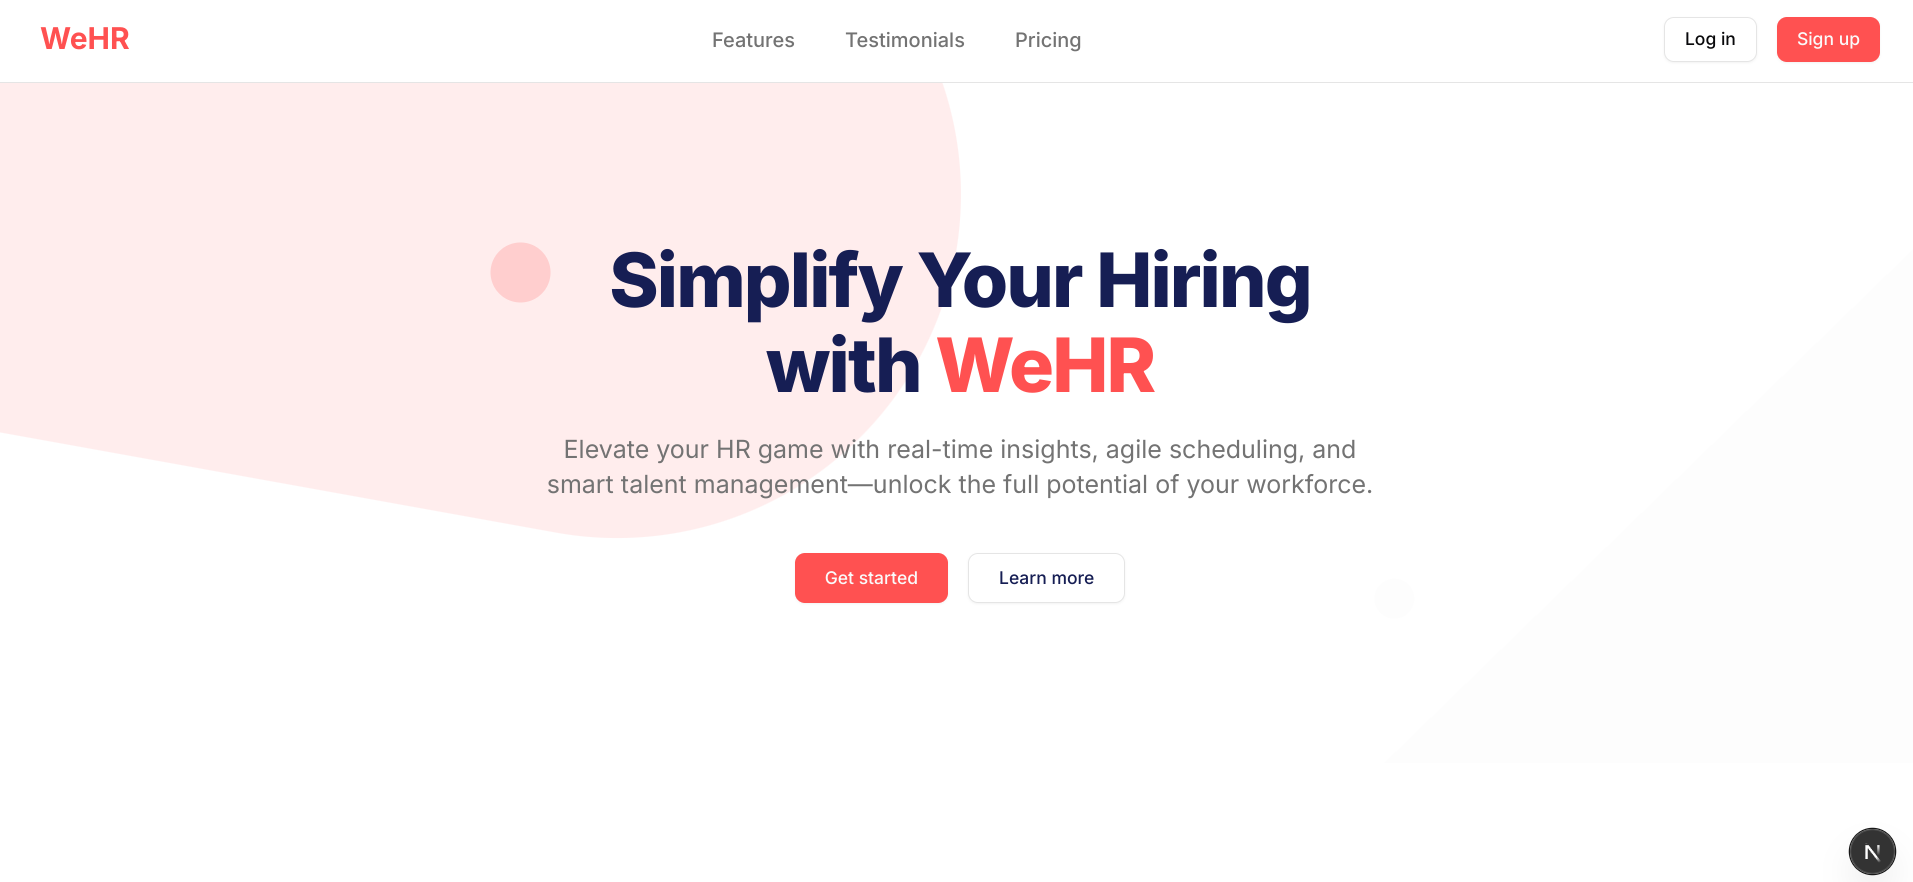 WeHR
Features
Testimonials
Pricing
Log in
Sign up
Simplify Your Hiring
with WeHR
Elevate your HR game with real-time insights, agile scheduling, and
smart talent management—unlock the full potential of your workforce.
Get started
Learn more
N